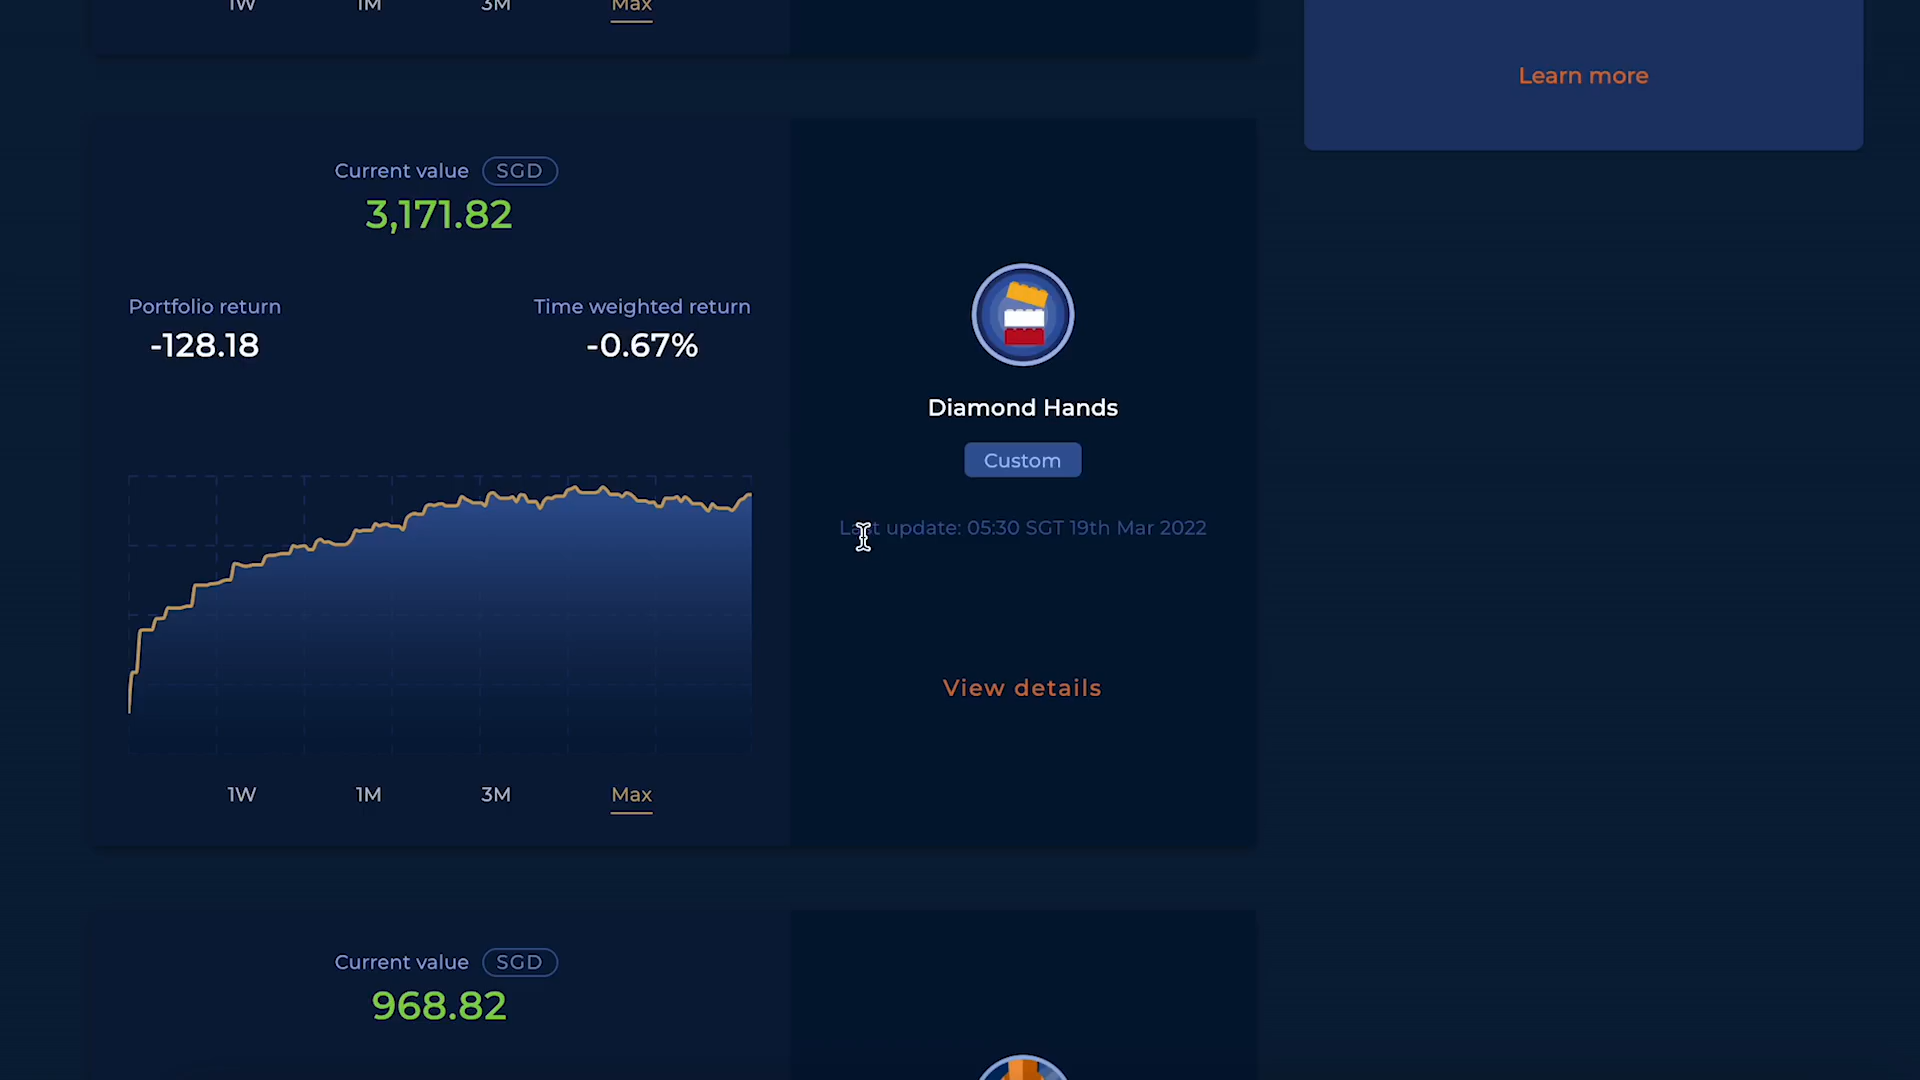 1W 1M 3M Max
Learn more
Current value SGD
3,171.82
Portfolio return
-128.18
Time weighted return
-0.67%
Diamond Hands
Custom
Last update: 05:30 SGT 19th Mar 2022
View details
1W 1M 3M Max
Current value SGD
968.82